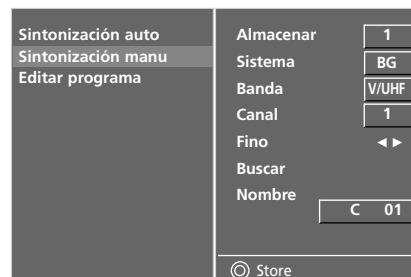 Sintonización auto
Sintonización manu
Editar programa
Almacenar 1
Sistema BG
Banda V/UHF
Canal 1
Fino ◄►
Buscar
Nombre
C 01
Store